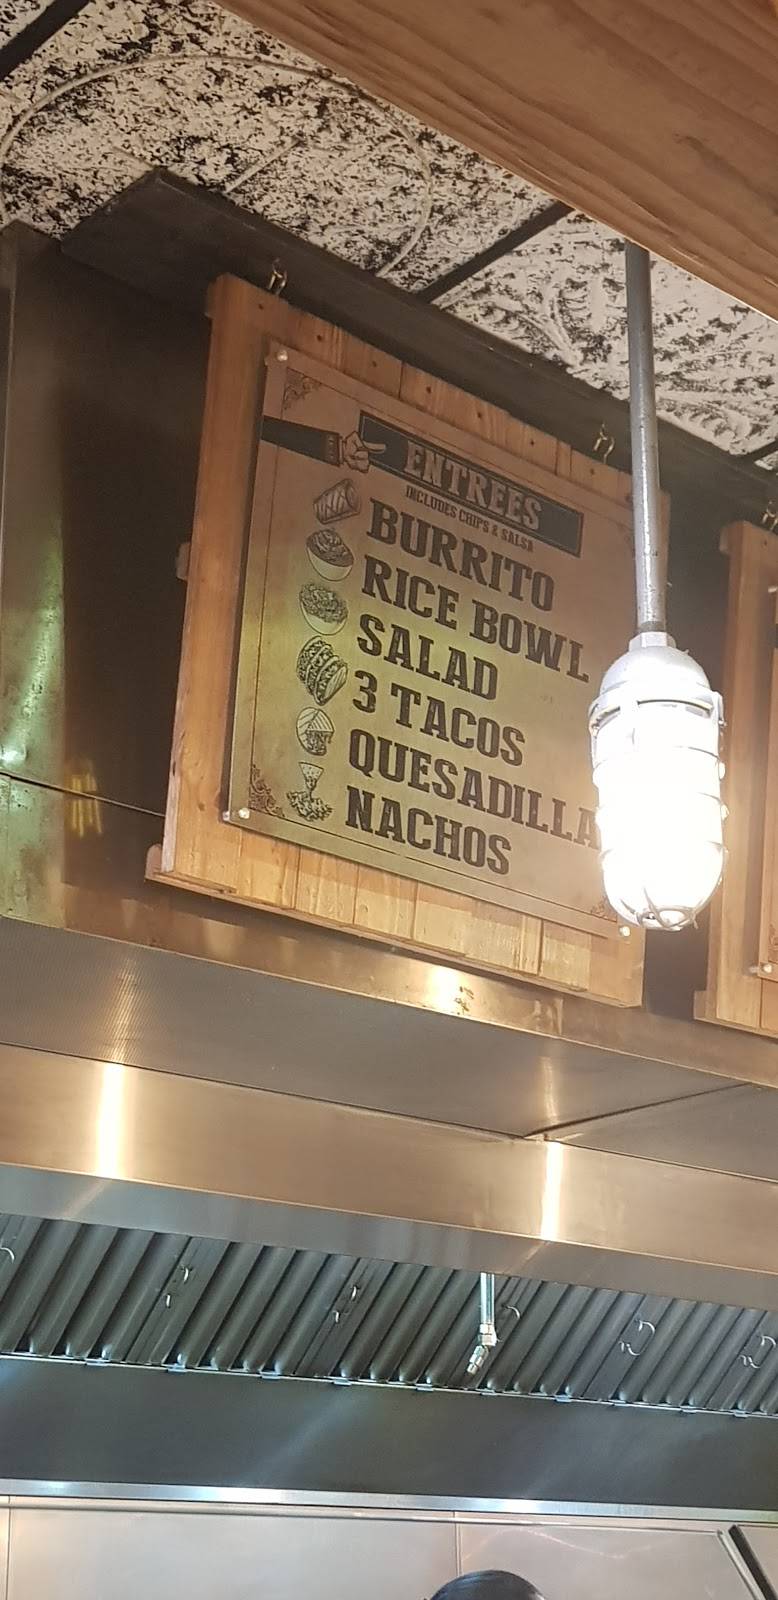 ENTREES
INCLUDES CHIPS & SALSA
BURRITO
RICE BOWL
SALAD
3 TACOS
QUESADILLA
NACHOS